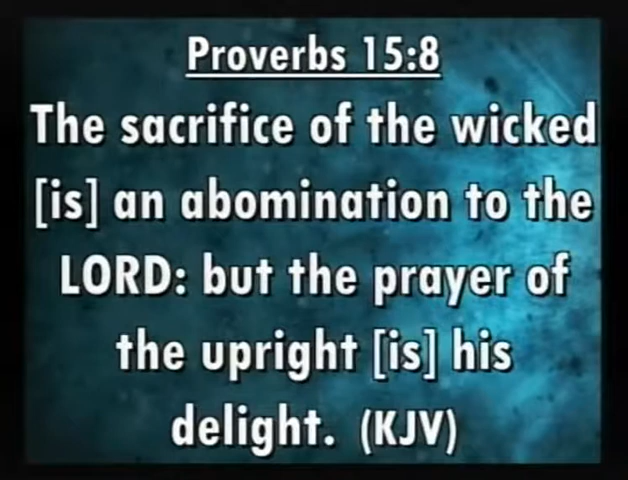 Proverbs 15:8
The sacrifice of the wicked
[is] an abomination to the
LORD: but the prayer of
the upright [is] his
delight. (KJV)